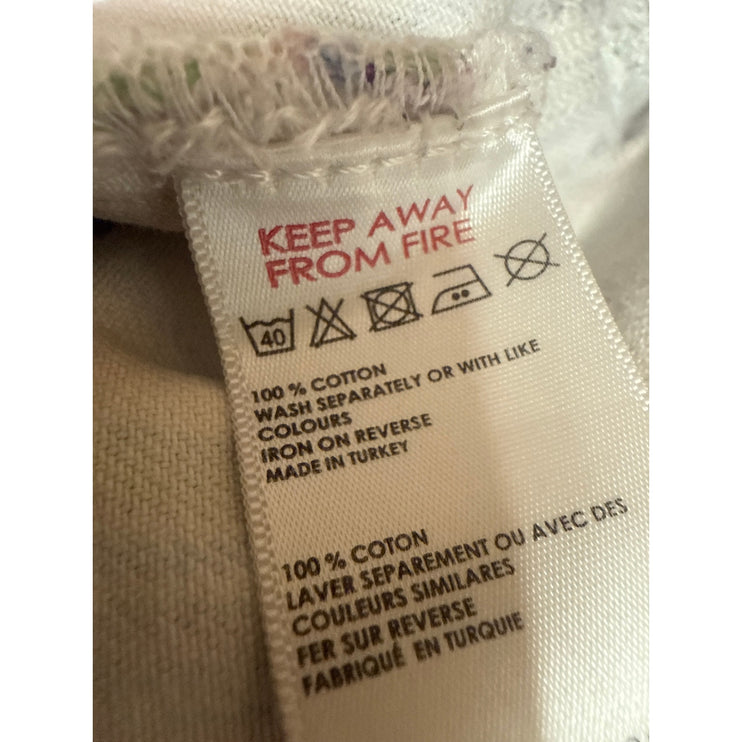 KEEP AWAY
FROM FIRE
40
100 % COTTON
WASH SEPARATELY OR WITH LIKE
COLOURS
IRON ON REVERSE
MADE IN TURKEY
100 % COTON
LAVER SEPAREMENT OU AVEC DES
COULEURS SIMILARES
FER SUR REVERSE
FABRIQUÉ EN TURQUIE